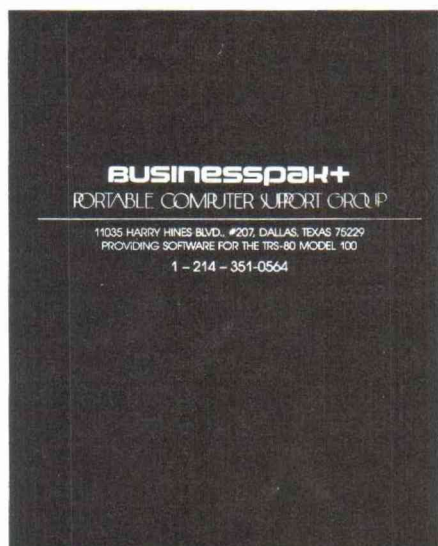 BUSINESSPAK+
PORTABLE COMPUTER SUPPORT GROUP
11035 HARRY HINES BLVD., #207, DALLAS, TEXAS 75229
PROVIDING SOFTWARE FOR THE TRS-80 MODEL 100
1 – 214 – 351-0564